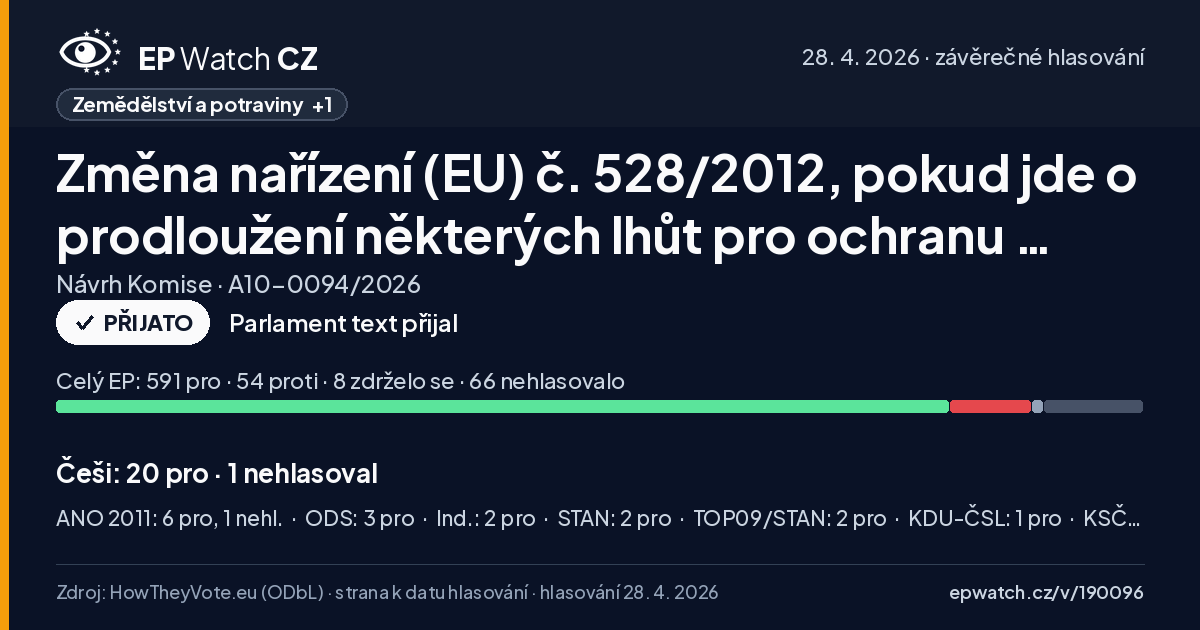 EP Watch CZ
28. 4. 2026 · závěrečné hlasování
Zemědělství a potraviny +1
Změna nařízení (EU) č. 528/2012, pokud jde o
prodloužení některých lhůt pro ochranu …
Návrh Komise · A10–0094/2026
✓ PŘIJATO Parlament text přijal
Celý EP: 591 pro · 54 proti · 8 zdrželo se · 66 nehlasovalo
Češi: 20 pro · 1 nehlasoval
ANO 2011: 6 pro, 1 nehl. · ODS: 3 pro · Ind.: 2 pro · STAN: 2 pro · TOP09/STAN: 2 pro · KDU-ČSL: 1 pro · KSČ…
Zdroj: HowTheyVote.eu (ODbL) · strana k datu hlasování · hlasování 28. 4. 2026
epwatch.cz/v/190096